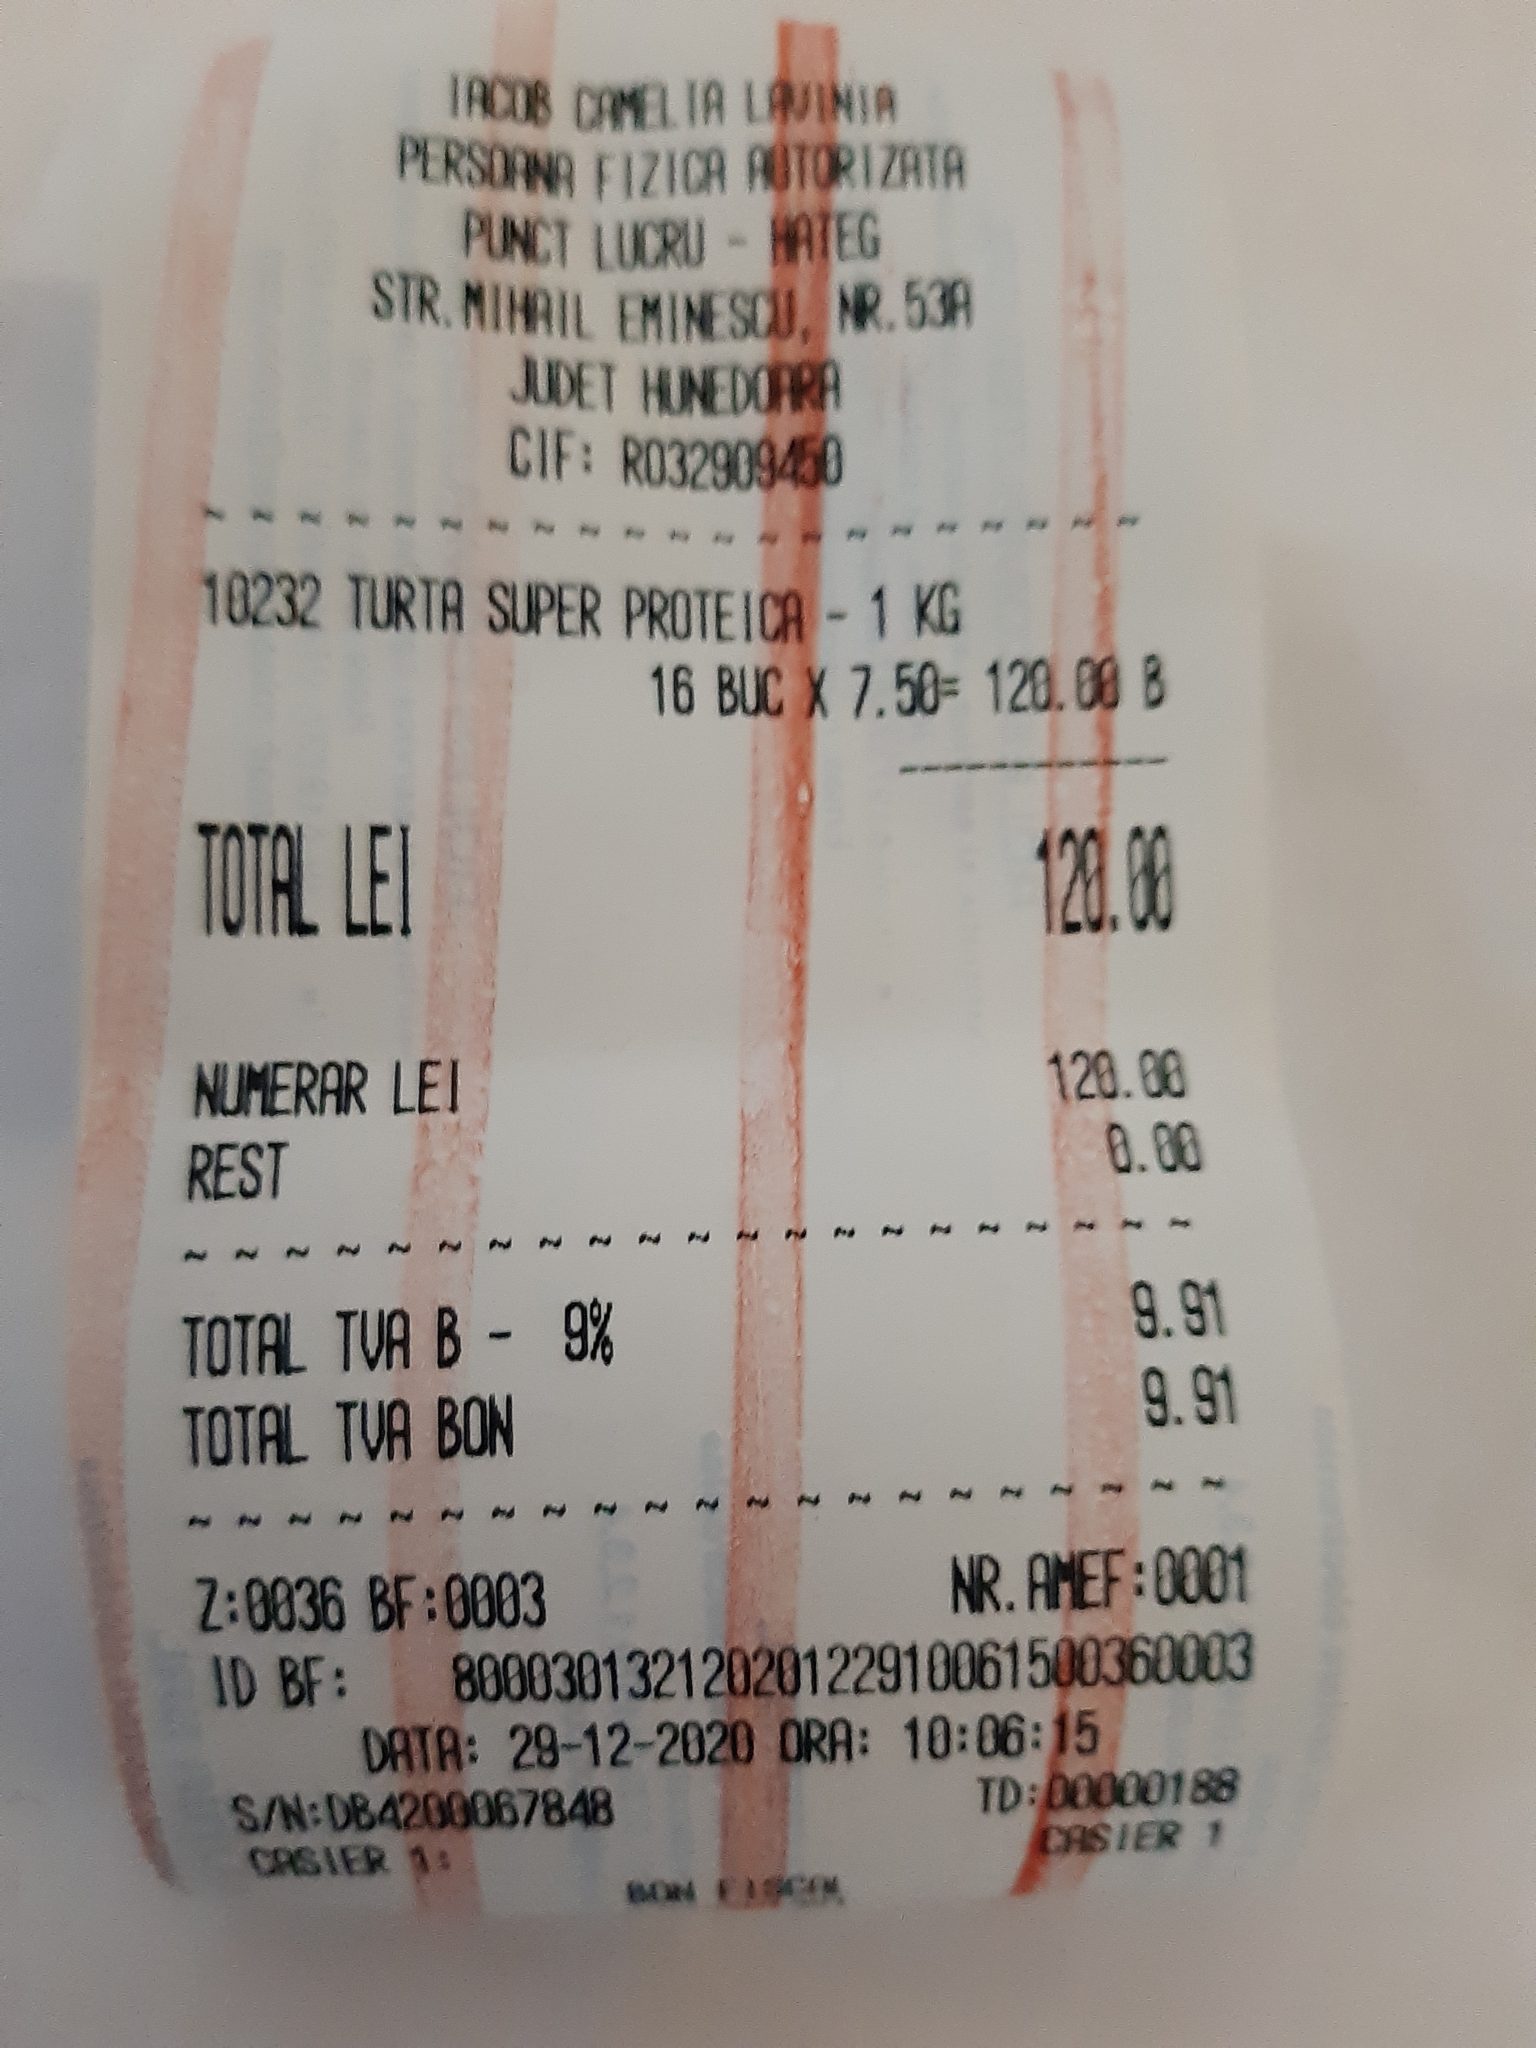 IACOB CAMELIA LAVINIA
PERSOANA FIZICA AUTORIZATA
PUNCT LUCRU - HATEG
STR.MIHAIL EMINESCU, NR.53A
JUDET HUNEDOARA
CIF: RO32909450
~ ~ ~ ~ ~ ~ ~ ~ ~ ~ ~ ~ ~ ~ ~ ~ ~ ~ ~ ~ ~
10232 TURTA SUPER PROTEICA - 1 KG
16 BUC X 7.50= 120.00 B
-----------
TOTAL LEI 120.00
NUMERAR LEI 120.00
REST 0.00
~ ~ ~ ~ ~ ~ ~ ~ ~ ~ ~ ~ ~ ~ ~ ~ ~ ~ ~ ~ ~
TOTAL TVA B - 9% 9.91
TOTAL TVA BON 9.91
~ ~ ~ ~ ~ ~ ~ ~ ~ ~ ~ ~ ~ ~ ~ ~ ~ ~ ~ ~ ~
Z:0036 BF:0003 NR.AMEF:0001
ID BF: 80003013212020122910061500360003
DATA: 29-12-2020 ORA: 10:06:15
S/N:DB4200067848 TD:00000188
CASIER 1: CASIER 1
BON FISCAL